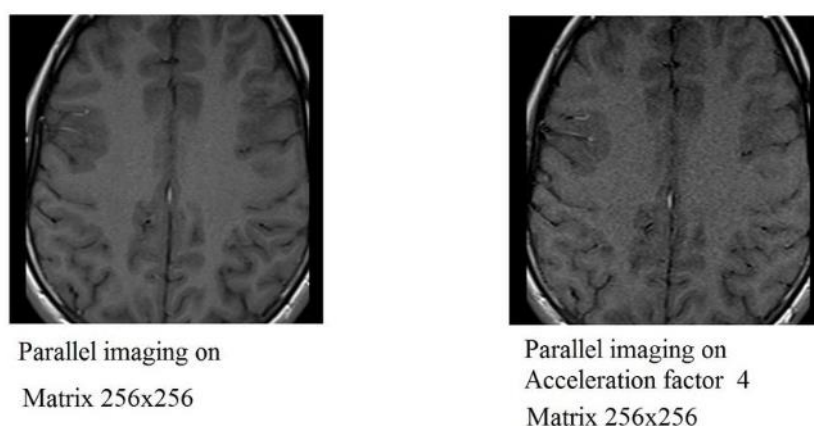 Parallel imaging on
Matrix 256x256
Parallel imaging on
Acceleration factor 4
Matrix 256x256